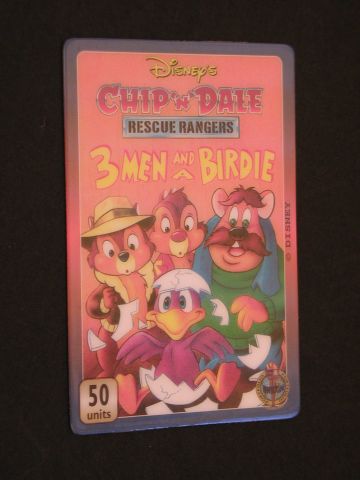 DISNEY'S
CHIP 'N' DALE
RESCUE RANGERS
3 MEN AND A BIRDIE
© DISNEY
50
units